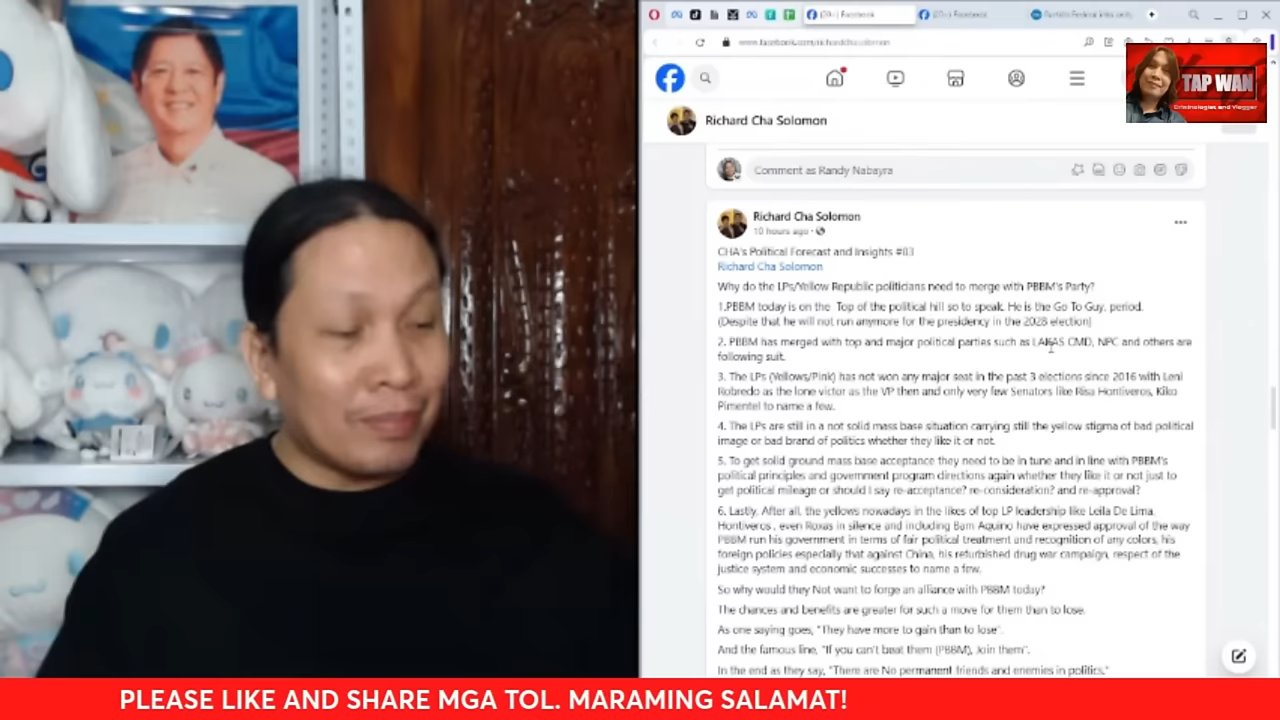 www.facebook.com/richardchasolomon
TAP WAN
Criminologist and Vlogger
Richard Cha Solomon
Comment as Randy Nabayra
Richard Cha Solomon
10 hours ago
CHA's Political Forecast and Insights #83
Richard Cha Solomon
Why do the LPs/Yellow Republic politicians need to merge with PBBM's Party?
1.PBBM today is on the Top of the political hill so to speak. He is the Go To Guy, period.
(Despite that he will not run anymore for the presidency in the 2028 election)
2. PBBM has merged with top and major political parties such as LAKAS CMD, NPC and others are
following suit.
3. The LPs (Yellows/Pink) has not won any major seat in the past 3 elections since 2016 with Leni
Robredo as the lone victor as the VP then and only very few Senators like Risa Hontiveros, Kiko
Pimentel to name a few.
4. The LPs are still in a not solid mass base situation carrying still the yellow stigma of bad political
image or bad brand of politics whether they like it or not.
5. To get solid ground mass base acceptance they need to be in tune and in line with PBBM's
political principles and government program directions again whether they like it or not just to
get political mileage or should I say re-acceptance? re-consideration? and re-approval?
6. Lastly, After all, the yellows nowadays in the likes of top LP leadership like Leila De Lima,
Hontiveros , even Roxas in silence and including Bam Aquino have expressed approval of the way
PBBM run his government in terms of fair political treatment and recognition of any colors, his
foreign policies especially that against China, his refurbished drug war campaign, respect of the
justice system and economic successes to name a few.
So why would they Not want to forge an alliance with PBBM today?
The chances and benefits are greater for such a move for them than to lose.
As one saying goes, "They have more to gain than to lose".
And the famous line, "If you can't beat them (PBBM), Join them".
In the end as they say, "There are No permanent friends and enemies in politics."
PLEASE LIKE AND SHARE MGA TOL. MARAMING SALAMAT!